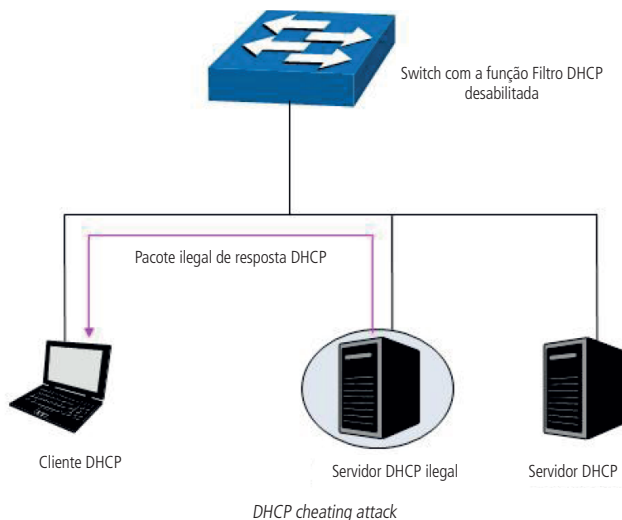 Switch com a função Filtro DHCP
desabilitada
Pacote ilegal de resposta DHCP
Cliente DHCP
Servidor DHCP ilegal
Servidor DHCP
DHCP cheating attack